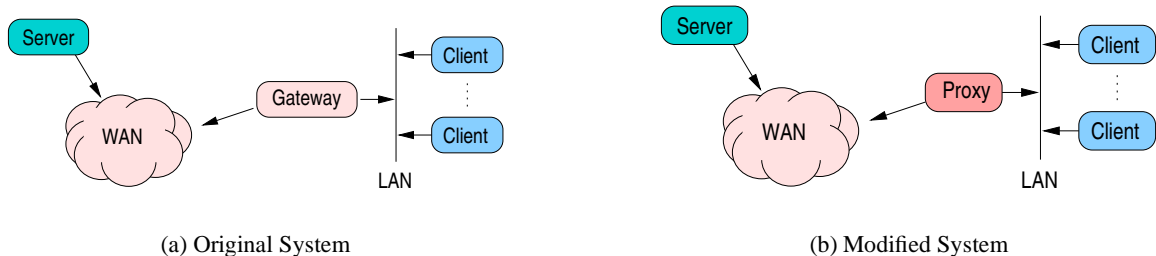 Server
WAN
Gateway
Client
Client
LAN
(a) Original System
Server
WAN
Proxy
Client
Client
LAN
(b) Modified System